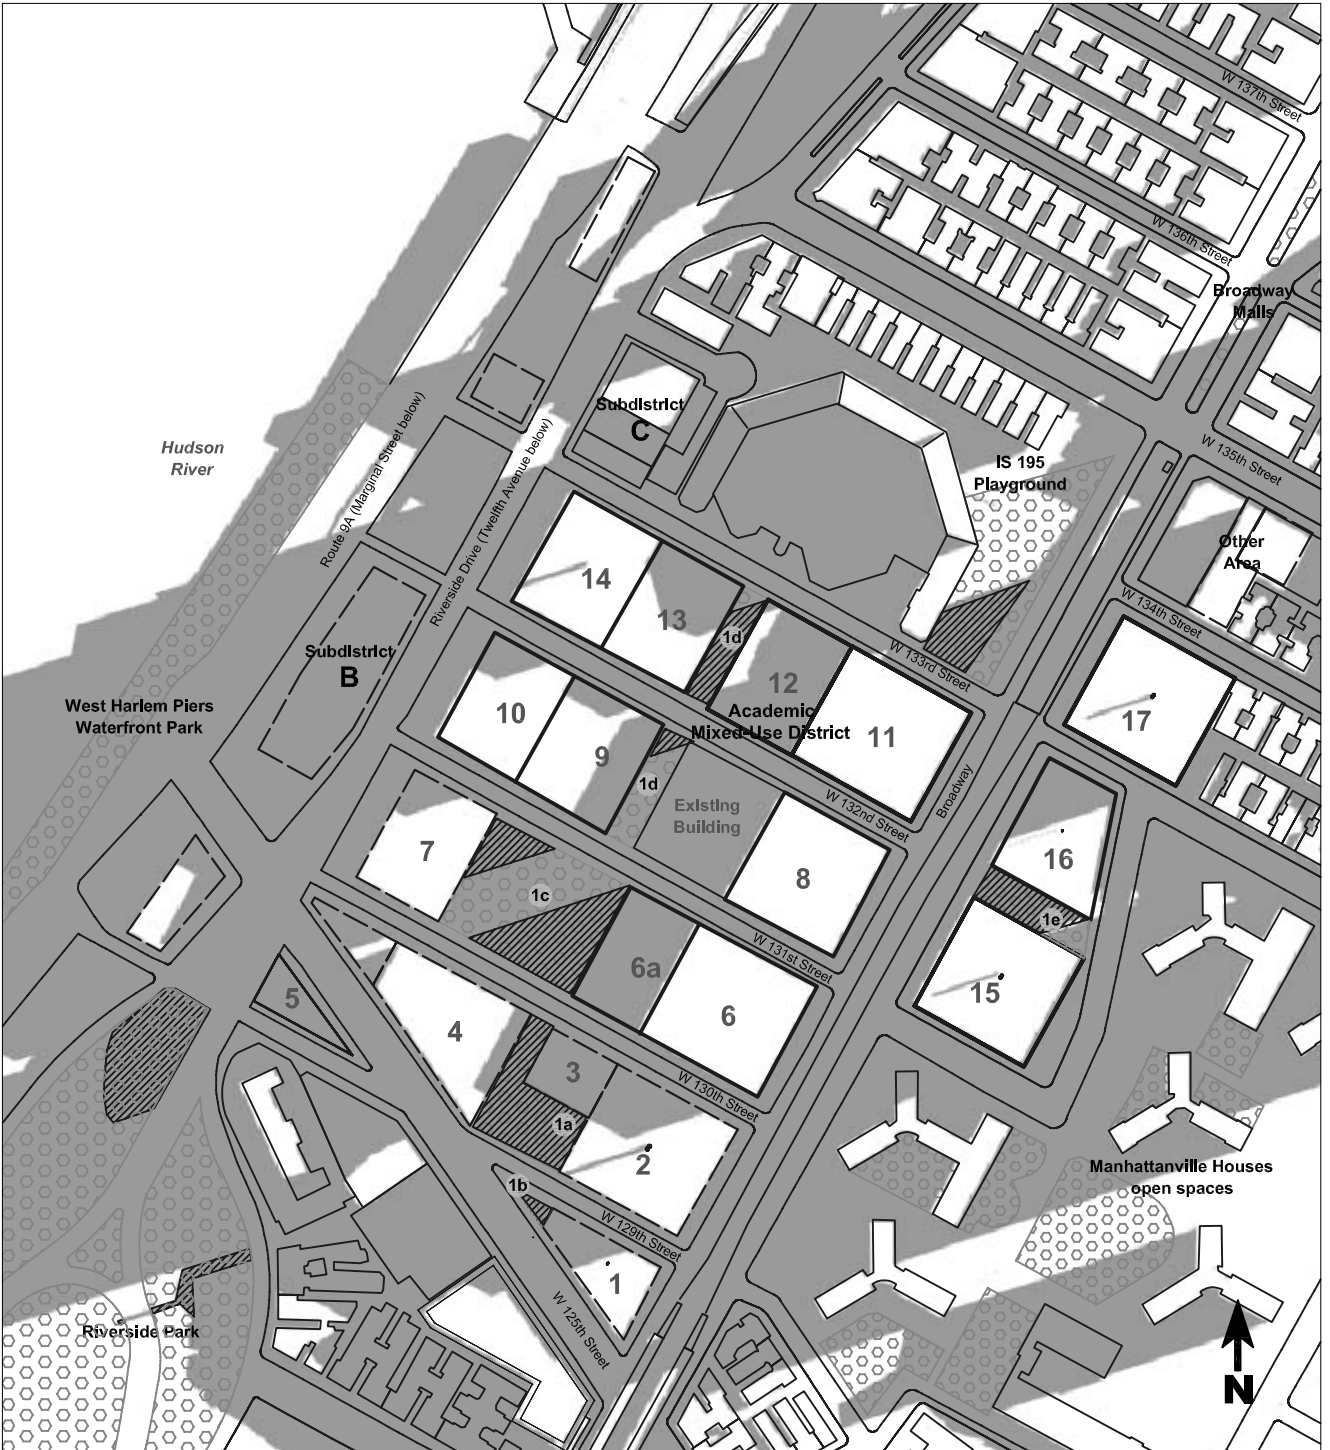 W 137th Street
W 136th Street
Broadway
Malls
Subdistrict
C
W 135th Street
Hudson
River
IS 195
Playground
Route 9A (Marginal Street below)
Riverside Drive (Twelfth Avenue below)
Other
Area
14
13
1d
W 134th Street
Subdistrict
B
W 133rd Street
12
West Harlem Piers
Waterfront Park
10
Academic
Mixed-Use District
11
17
9
1d
Existing
Building
W 132nd Street
Broadway
7
8
16
1c
1e
W 131st Street
6a
6
15
5
4
3
W 130th Street
1a
2
Manhattanville Houses
open spaces
1b
W 129th Street
1
W 125th Street
Riverside Park
N